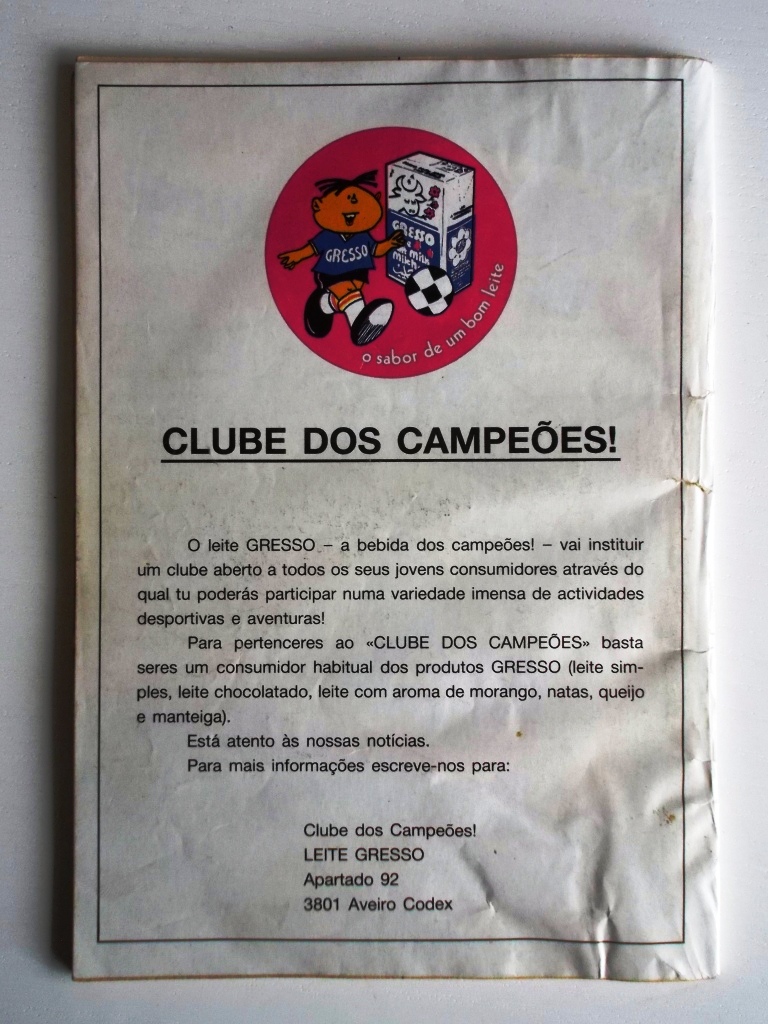 GRESSO
GRESSO
milk
o sabor de um bom leite
CLUBE DOS CAMPEÕES!
O leite GRESSO – a bebida dos campeões! – vai instituir
um clube aberto a todos os seus jovens consumidores através do
qual tu poderás participar numa variedade imensa de actividades
desportivas e aventuras!
Para pertenceres ao «CLUBE DOS CAMPEÕES» basta
seres um consumidor habitual dos produtos GRESSO (leite sim-
ples, leite chocolatado, leite com aroma de morango, natas, queijo
e manteiga).
Está atento às nossas notícias.
Para mais informações escreve-nos para:
Clube dos Campeões!
LEITE GRESSO
Apartado 92
3801 Aveiro Codex